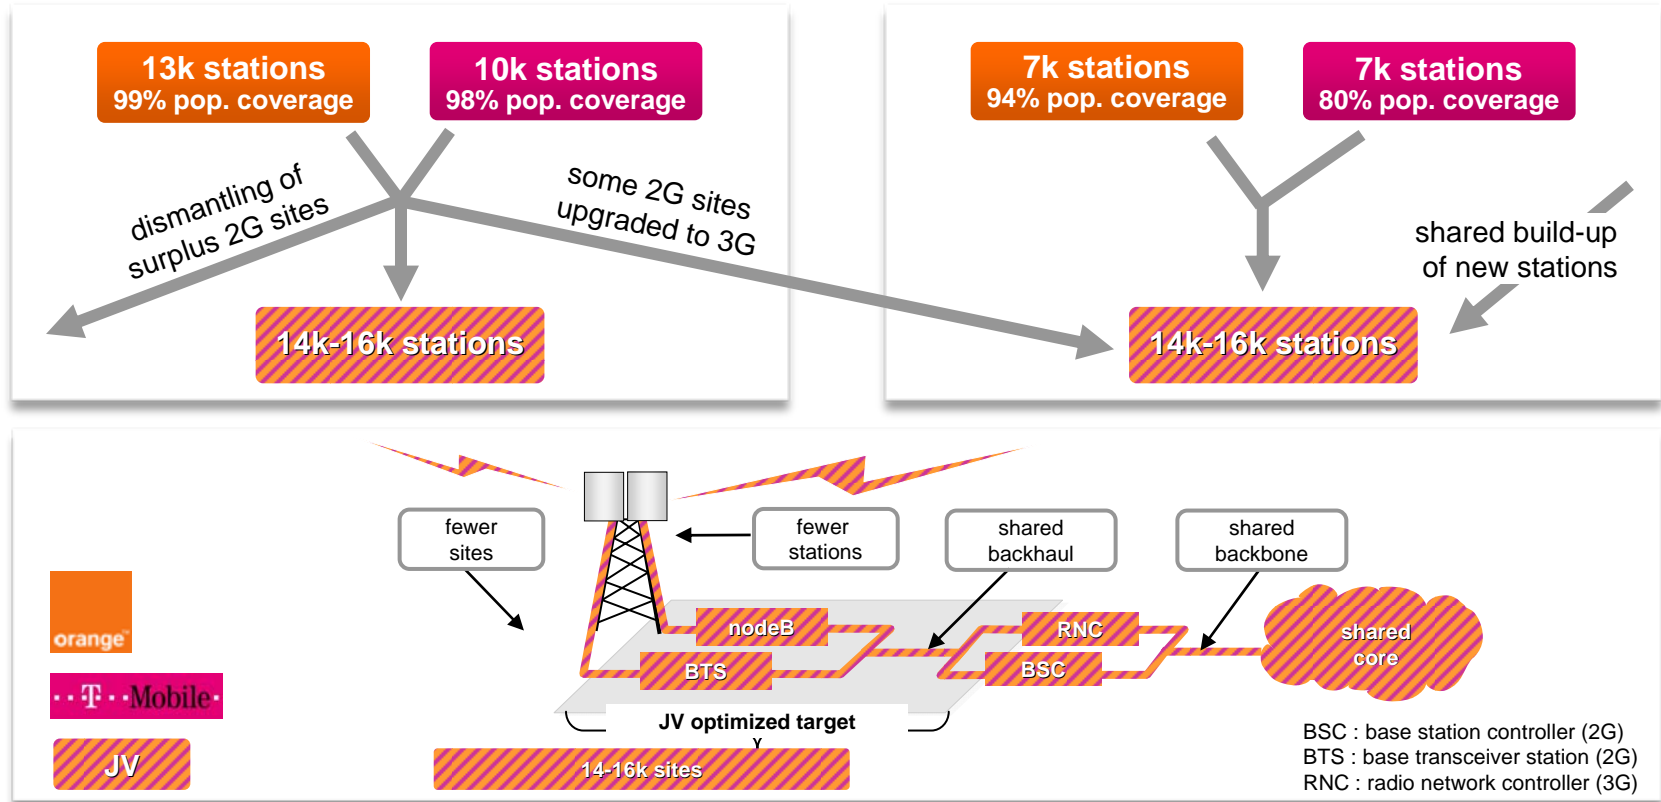 13k stations
99% pop. coverage
10k stations
98% pop. coverage
dismantling of
surplus 2G sites
some 2G sites
upgraded to 3G
14k-16k stations
7k stations
94% pop. coverage
7k stations
80% pop. coverage
shared build-up
of new stations
14k-16k stations
fewer
sites
fewer
stations
shared
backhaul
shared
backbone
orange™
nodeB
BTS
RNC
BSC
shared
core
··T··Mobile·
JV
JV optimized target
14-16k sites
BSC : base station controller (2G)
BTS : base transceiver station (2G)
RNC : radio network controller (3G)